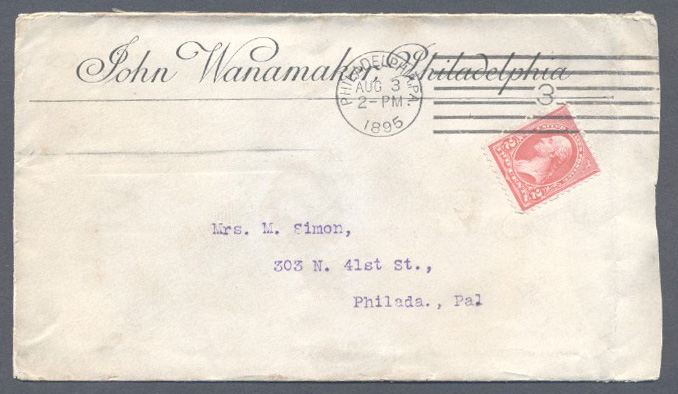 John Wanamaker, Philadelphia
PHILADELPHIA, PA.
AUG 3
2-PM
1895
3
Mrs. M. Simon,
303 N. 41st St.,
Philada., Pa.